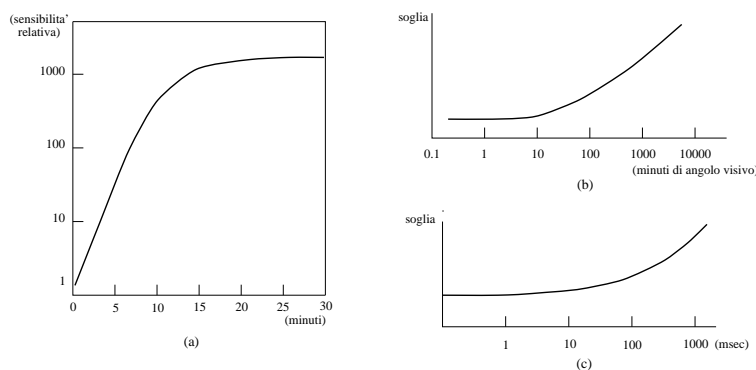 (sensibilita'
relativa)
1000
100
10
1
0 5 10 15 20 25 30
(minuti)
(a)
soglia
0.1 1 10 100 1000 10000
(minuti di angolo visivo)
(b)
soglia
1 10 100 1000 (msec)
(c)